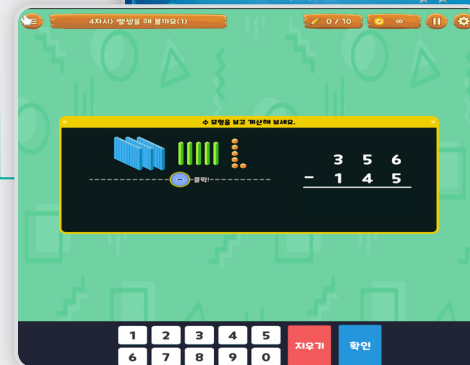 4차시) 뺄셈을 해 볼까요(1)
0 / 10
∞
수 모형을 보고 계산해 보세요.
클릭!
3 5 6
- 1 4 5
1 2 3 4 5
6 7 8 9 0
지우기
확인